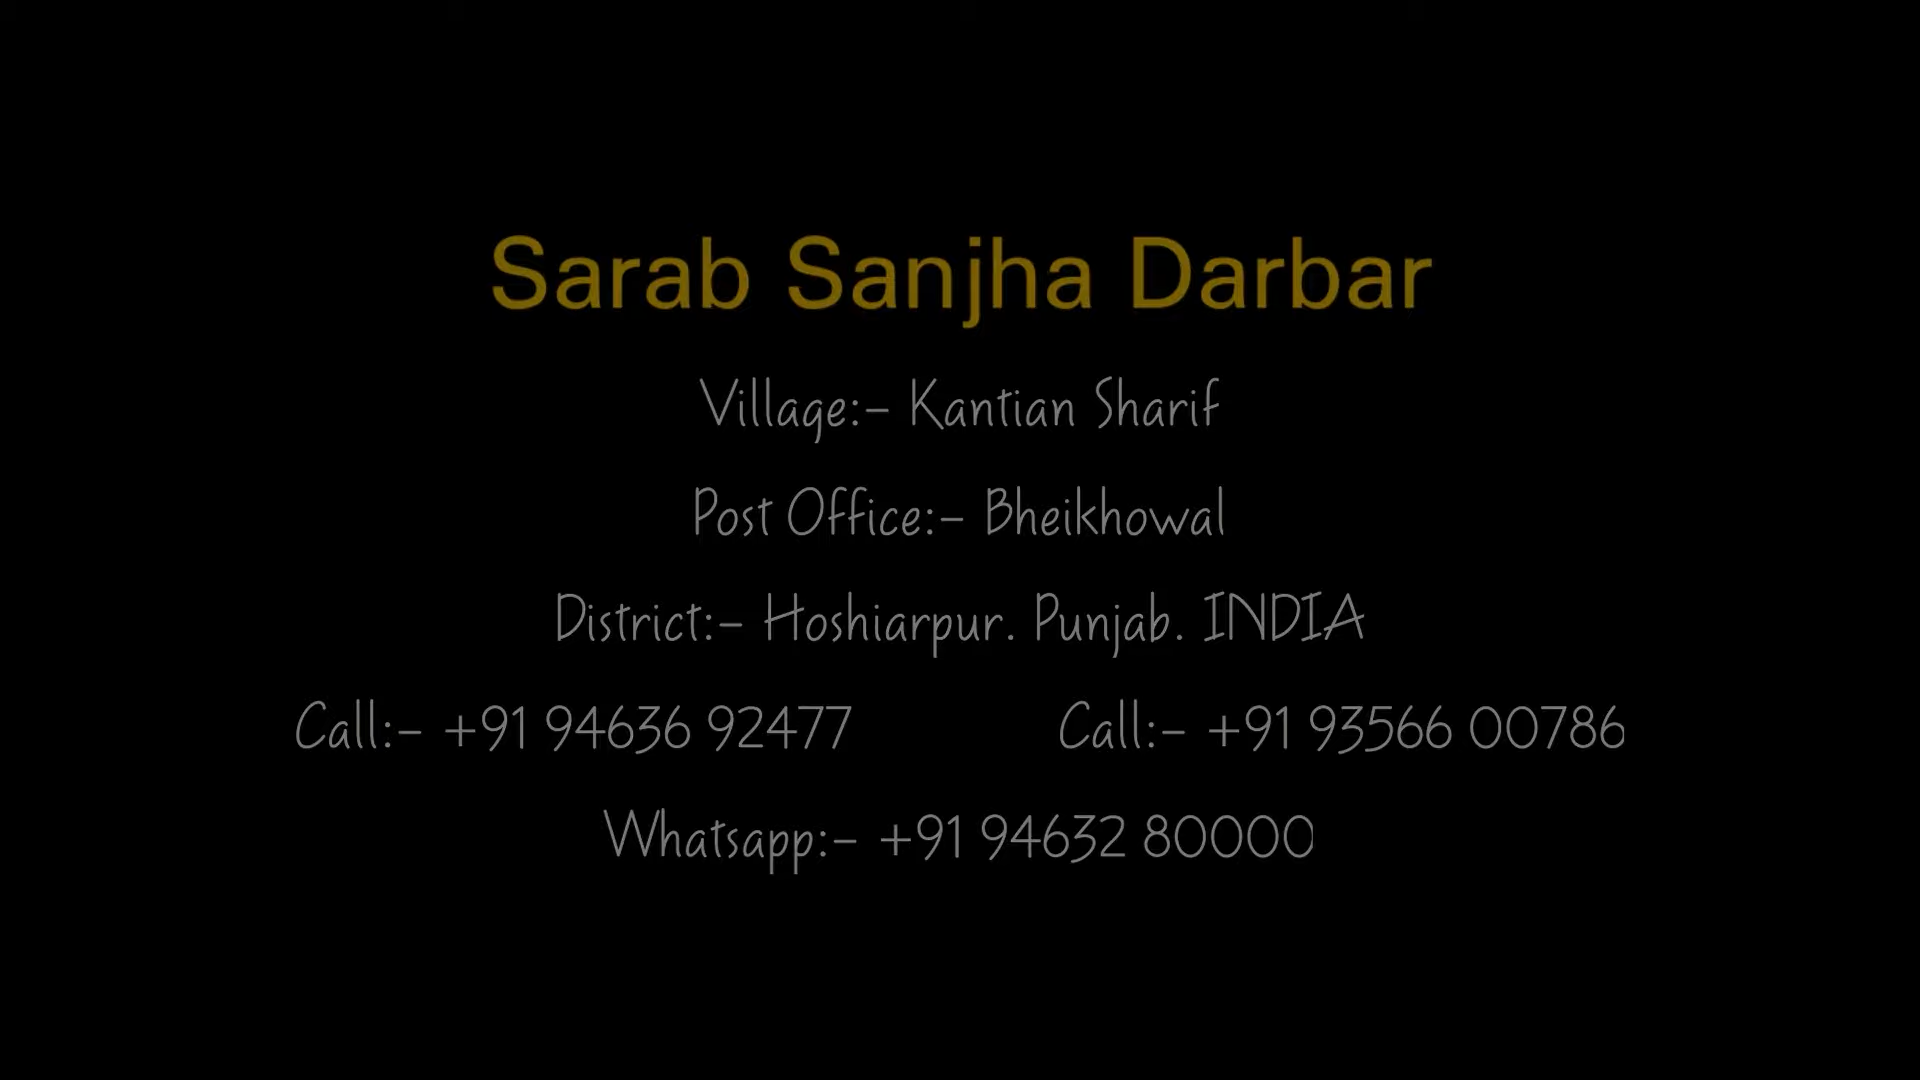 Sarab Sanjha Darbar
Village:- Kantian Sharif
Post Office:- Bheikhowal
District:- Hoshiarpur. Punjab. INDIA
Call:- +91 94636 92477 Call:- +91 93566 00786
Whatsapp:- +91 94632 80000